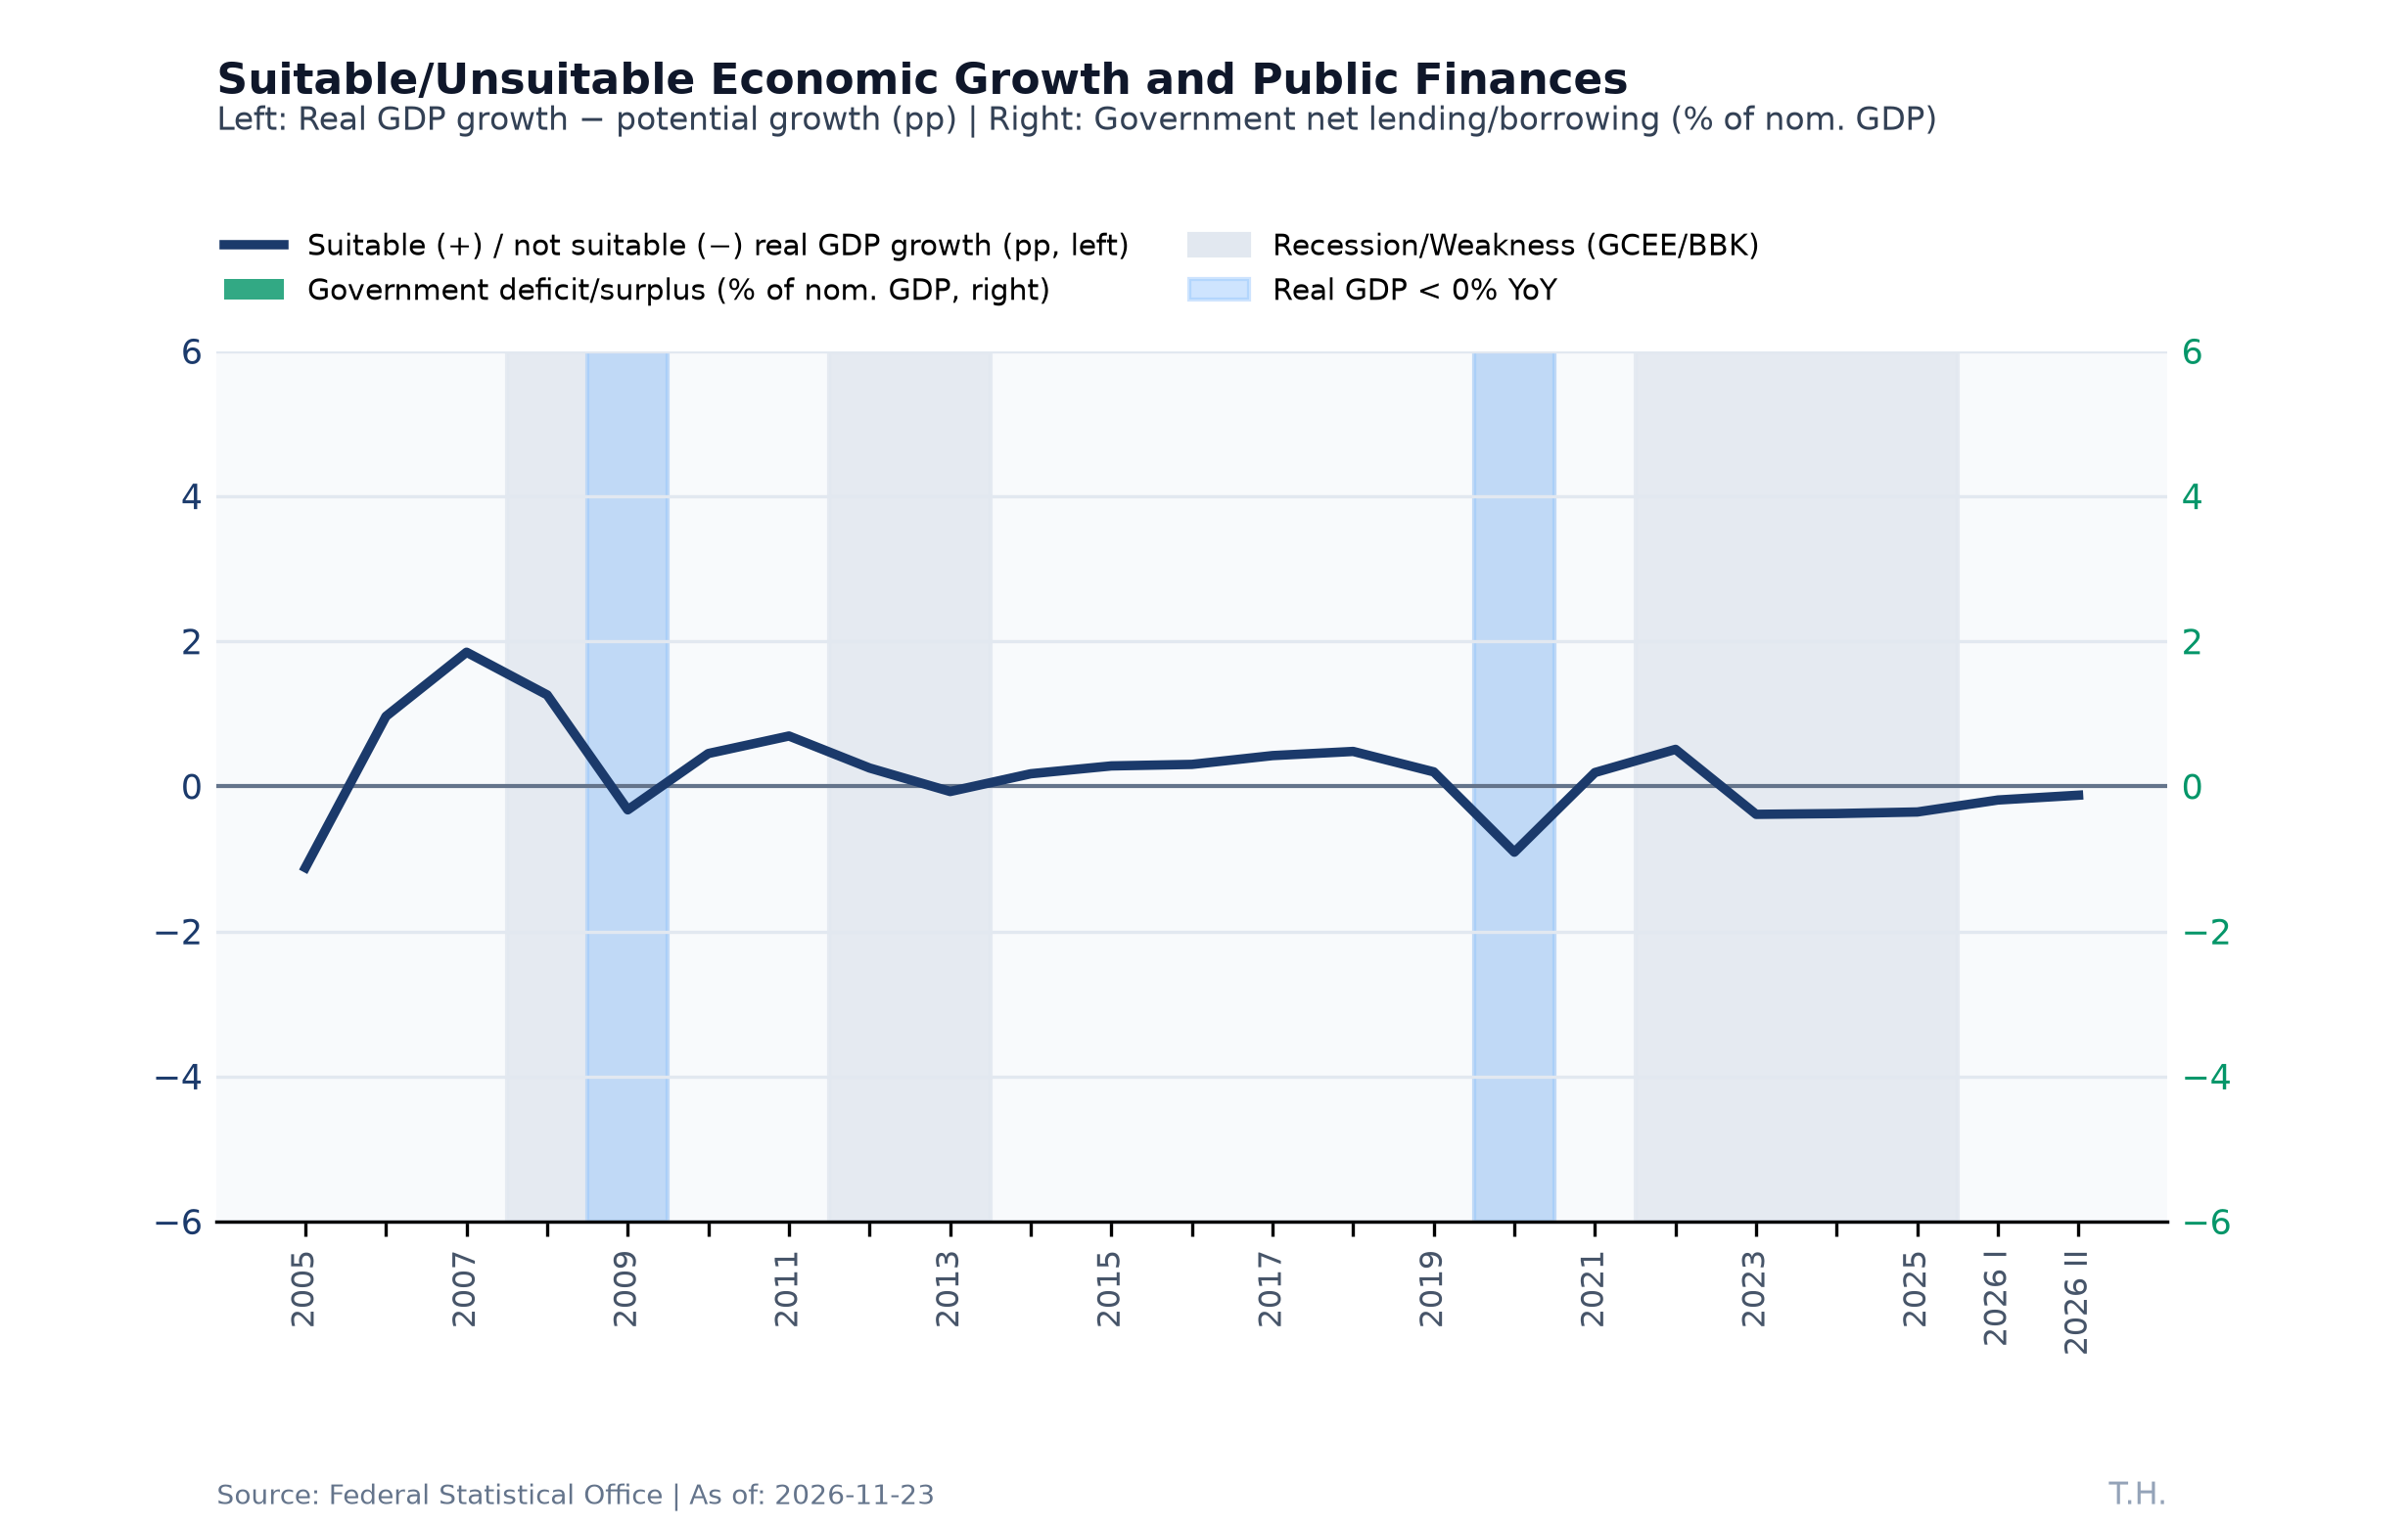 Suitable/Unsuitable Economic Growth and Public Finances
Left: Real GDP growth − potential growth (pp) | Right: Government net lending/borrowing (% of nom. GDP)
Suitable (+) / not suitable (−) real GDP growth (pp, left)
Recession/Weakness (GCEE/BBK)
Government deficit/surplus (% of nom. GDP, right)
Real GDP < 0% YoY
6 6
4 4
2 2
0 0
−2 −2
−4 −4
−6 −6
2005 2007 2009 2011 2013 2015 2017 2019 2021 2023 2025 2026 I 2026 III
Source: Federal Statistical Office | As of: 2026-11-23
T.H.